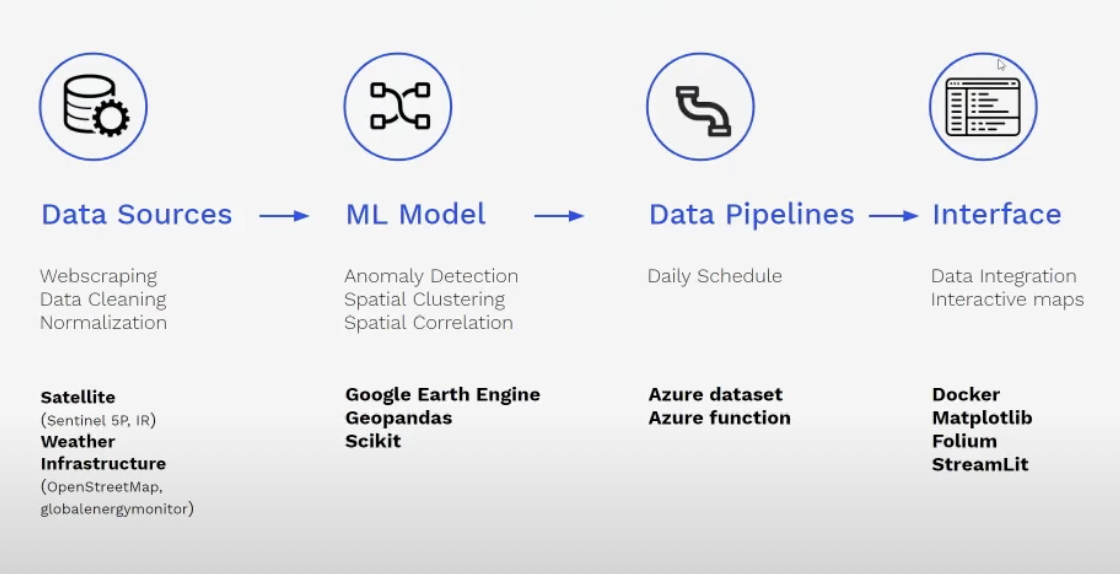 Data Sources
Webscraping
Data Cleaning
Normalization
Satellite
(Sentinel 5P, IR)
Weather
Infrastructure
(OpenStreetMap,
globalenergymonitor)
ML Model
Anomaly Detection
Spatial Clustering
Spatial Correlation
Google Earth Engine
Geopandas
Scikit
Data Pipelines
Daily Schedule
Azure dataset
Azure function
Interface
Data Integration
Interactive maps
Docker
Matplotlib
Folium
StreamLit